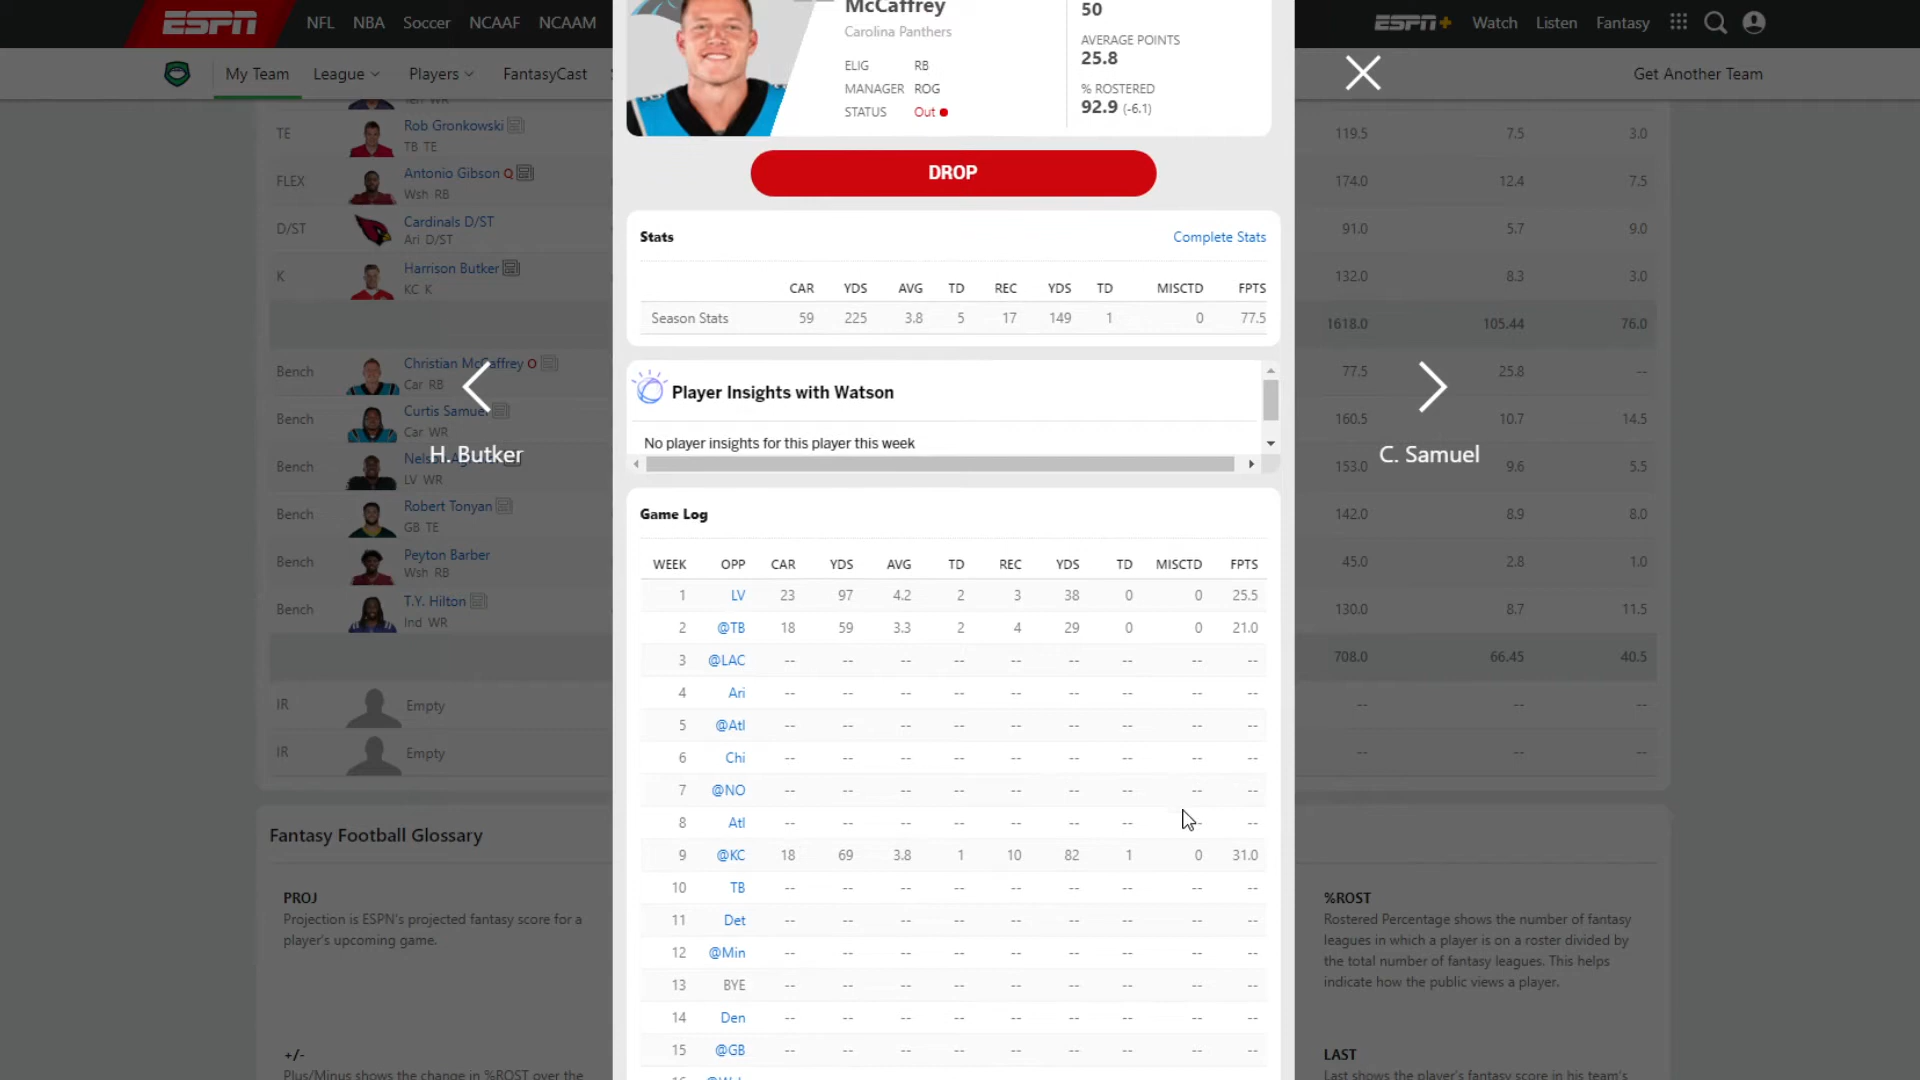 ESPN NFL NBA Soccer NCAAF NCAAM ESPN+ Watch Listen Fantasy
My Team League Players FantasyCast Get Another Team
McCaffrey
Carolina Panthers
ELIG RB
MANAGER ROG
STATUS Out
50
AVERAGE POINTS
25.8
% ROSTERED
92.9 (-6.1)
DROP
Stats Complete Stats
CAR YDS AVG TD REC YDS TD MISCTD FPTS
Season Stats 59 225 3.8 5 17 149 1 0 77.5
Player Insights with Watson
No player insights for this player this week
Game Log
WEEK OPP CAR YDS AVG TD REC YDS TD MISCTD FPTS
1 LV 23 97 4.2 2 3 38 0 0 25.5
2 @TB 18 59 3.3 2 4 29 0 0 21.0
3 @LAC -- -- -- -- -- -- -- -- --
4 Ari -- -- -- -- -- -- -- -- --
5 @Atl -- -- -- -- -- -- -- -- --
6 Chi -- -- -- -- -- -- -- -- --
7 @NO -- -- -- -- -- -- -- -- --
8 Atl -- -- -- -- -- -- -- -- --
9 @KC 18 69 3.8 1 10 82 1 0 31.0
10 TB -- -- -- -- -- -- -- -- --
11 Det -- -- -- -- -- -- -- -- --
12 @Min -- -- -- -- -- -- -- -- --
13 BYE -- -- -- -- -- -- -- -- --
14 Den -- -- -- -- -- -- -- -- --
15 @GB -- -- -- -- -- -- -- -- --
H. Butker
C. Samuel
TE Rob Gronkowski 119.5 7.5 3.0
TB TE
FLEX Antonio Gibson Q 174.0 12.4 7.5
Wsh RB
D/ST Cardinals D/ST 91.0 5.7 9.0
Ari D/ST
K Harrison Butker 132.0 8.3 3.0
KC K
1618.0 105.44 76.0
Bench Christian McCaffrey O 77.5 25.8 --
Car RB
Bench Curtis Samuel 160.5 10.7 14.5
Car WR
Bench 153.0 9.6 5.5
LV WR
Bench Robert Tonyan 142.0 8.9 8.0
GB TE
Bench Peyton Barber 45.0 2.8 1.0
Wsh RB
Bench T.Y. Hilton 130.0 8.7 11.5
Ind WR
708.0 66.45 40.5
IR Empty -- -- --
IR Empty -- -- --
Fantasy Football Glossary
PROJ
Projection is ESPN's projected fantasy score for a
player's upcoming game.
+/-
Plus/Minus shows the change in %ROST over the
%ROST
Rostered Percentage shows the number of fantasy
leagues in which a player is on a roster divided by
the total number of fantasy leagues. This helps
indicate how the public views a player.
LAST
Last shows the player's fantasy score in his team's